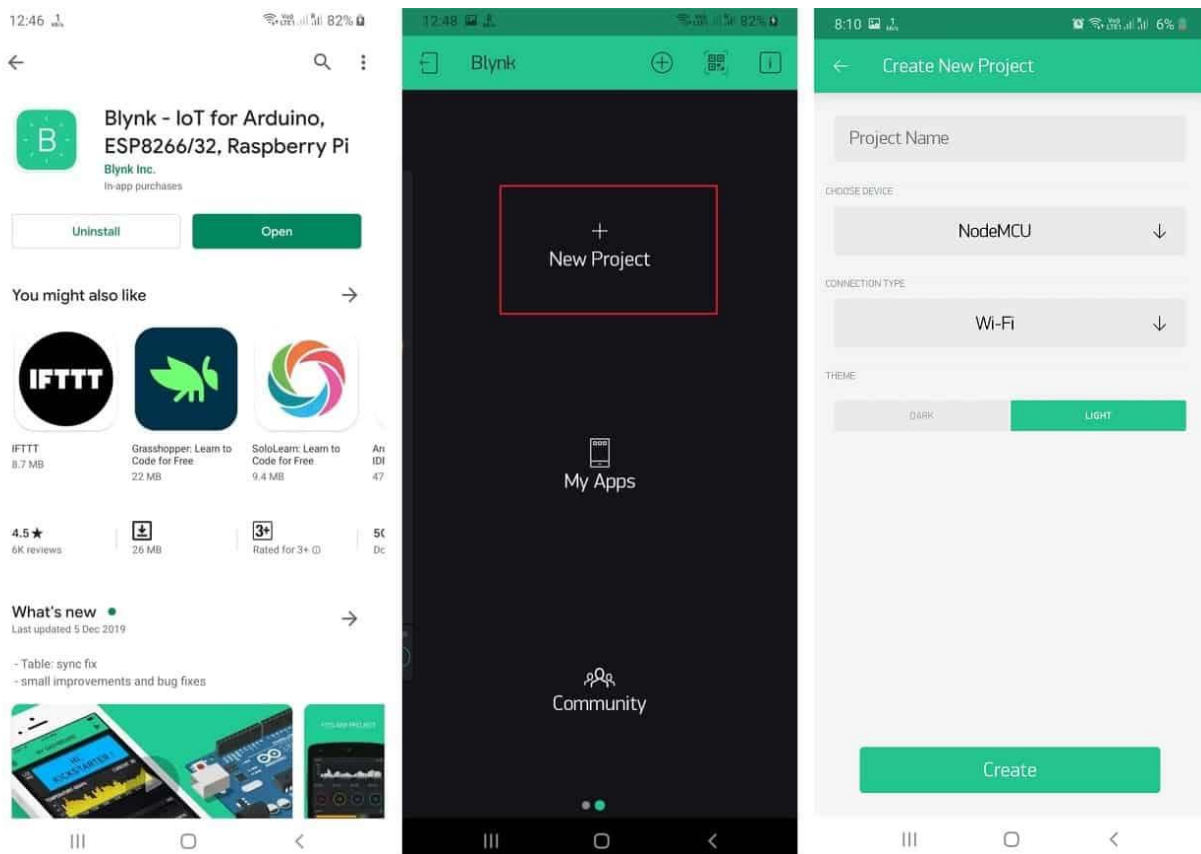 12:46
82%
Blynk - IoT for Arduino,
ESP8266/32, Raspberry Pi
Blynk Inc.
In-app purchases
Uninstall
Open
You might also like
IFTTT
IFTTT
8.7 MB
Grasshopper: Learn to
Code for Free
22 MB
SoloLearn: Learn to
Code for Free
9.4 MB
4.5★
6K reviews
26 MB
3+
Rated for 3+
What's new
Last updated 5 Dec 2019
- Table: sync fix
- small improvements and bug fixes
HI,
KICKSTARTER!
12:48
82%
Blynk
New Project
My Apps
Community
8:10
6%
Create New Project
Project Name
CHOOSE DEVICE
NodeMCU
CONNECTION TYPE
Wi-Fi
THEME
DARK
LIGHT
Create